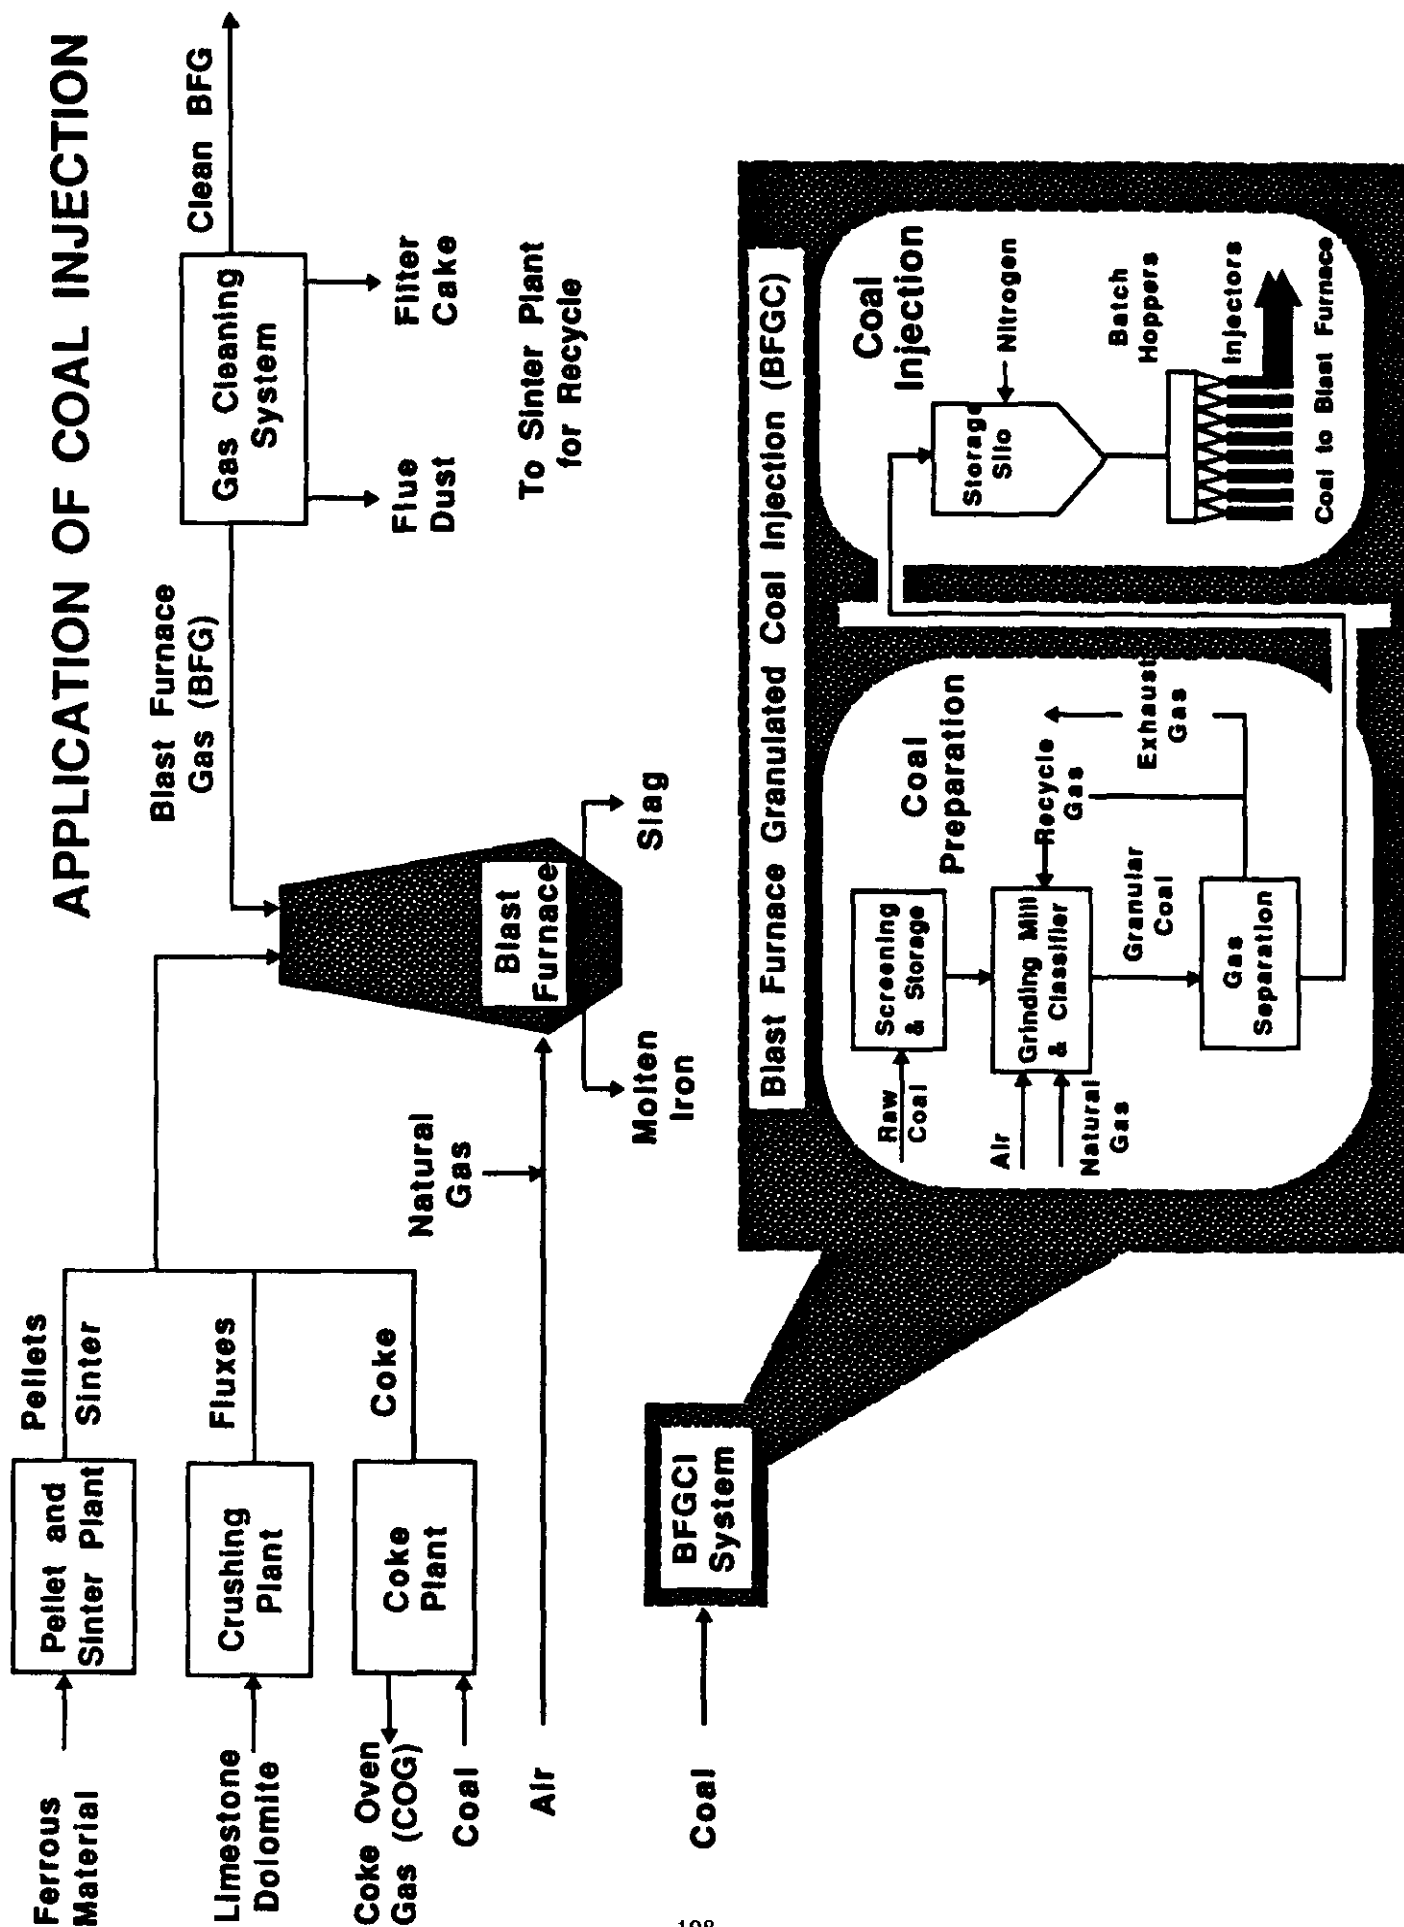 APPLICATION OF COAL INJECTION
Ferrous
Material
Pellet and
Sinter Plant
Pellets
Sinter
Limestone
Dolomite
Crushing
Plant
Fluxes
Coke Oven
Gas (COG)
Coal
Coke
Plant
Coke
Air
Natural
Gas
Blast Furnace
Gas (BFG)
Blast
Furnace
Molten
Iron
Slag
Gas Cleaning
System
Clean BFG
Flue
Dust
Filter
Cake
To Sinter Plant
for Recycle
Coal
BFGCI
System
Blast Furnace Granulated Coal Injection (BFGC)
Coal
Preparation
Raw
Coal
Screening
& Storage
Air
Natural
Gas
Grinding Mill
& Classifier
Recycle
Gas
Exhaust
Gas
Granular
Coal
Gas
Separation
Coal
Injection
Storage
Silo
Nitrogen
Batch
Hoppers
Injectors
Coal to Blast Furnace
198